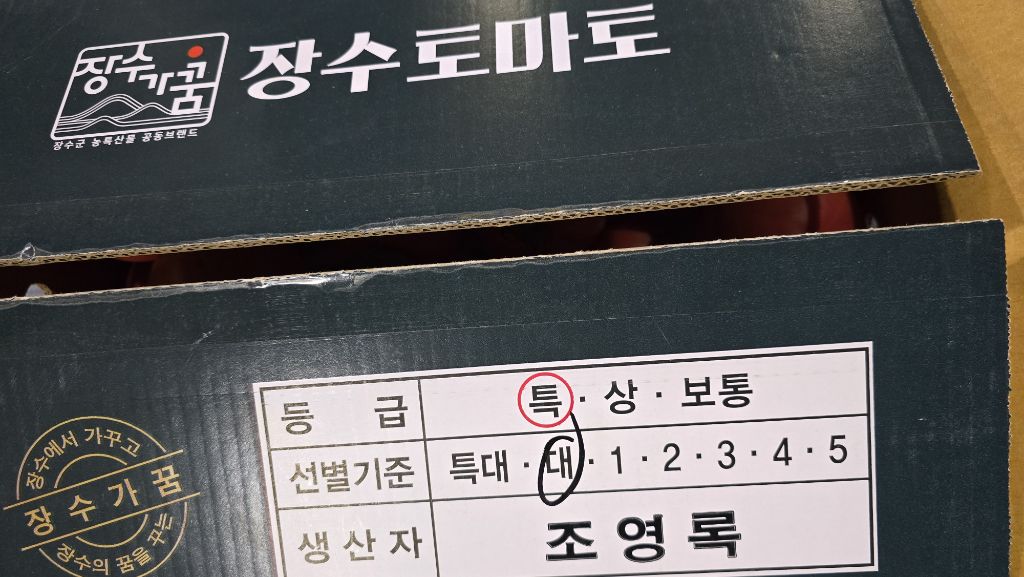 장수가꿈
장수토마토
장수군 농특산물 공동브랜드
등 급 특 · 상 · 보통
선별기준 특대 · 대 · 1 · 2 · 3 · 4 · 5
생산자 조영록
장수에서 가꾸고
장수가꿈
장수의 꿈을 꾸는